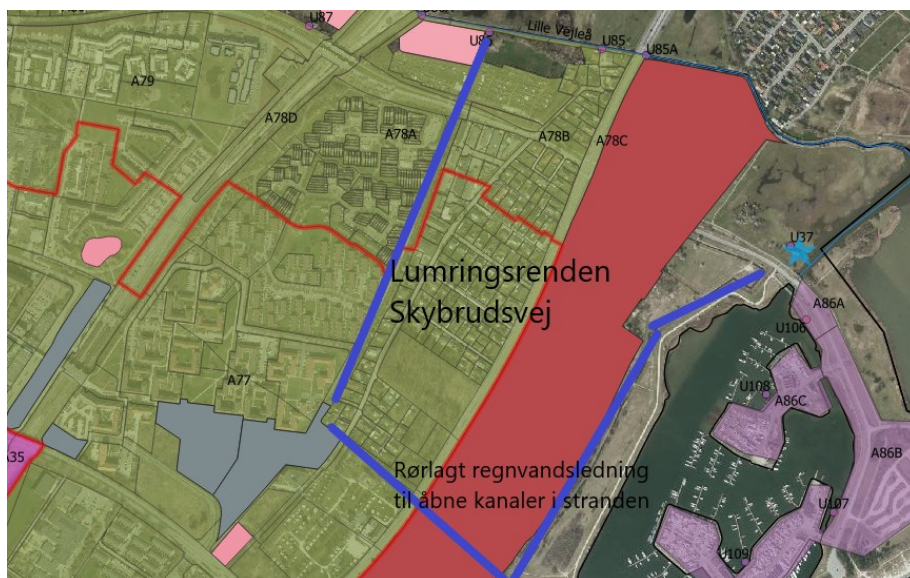 U87
U86
Lille Vejleå
U85
U85A
A79
A78D
A78A
A78B
A78C
U37
Lumringsrenden
Skybrudsvej
A86A
U106
A77
U108
A86C
A35
A86B
Rørlagt regnvandsledning
til åbne kanaler i stranden
U107
U109